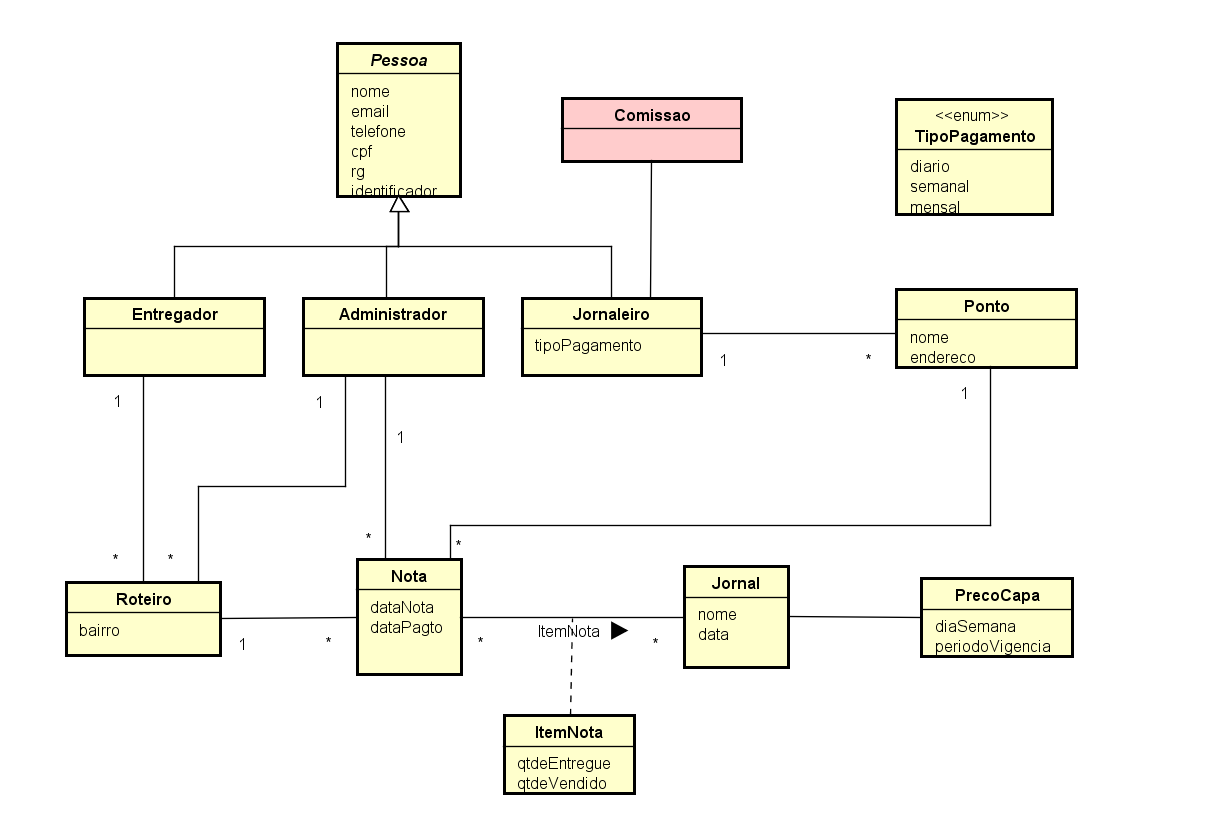 Pessoa
nome
email
telefone
cpf
rg
identificador
Comissao
<<enum>>
TipoPagamento
diario
semanal
mensal
Entregador
Administrador
Jornaleiro
tipoPagamento
Ponto
nome
endereco
1
*
1
1
1
1
*
*
*
*
Roteiro
bairro
Nota
dataNota
dataPagto
Jornal
nome
data
PrecoCapa
diaSemana
periodoVigencia
1
*
*
ItemNota
*
ItemNota
qtdeEntregue
qtdeVendido